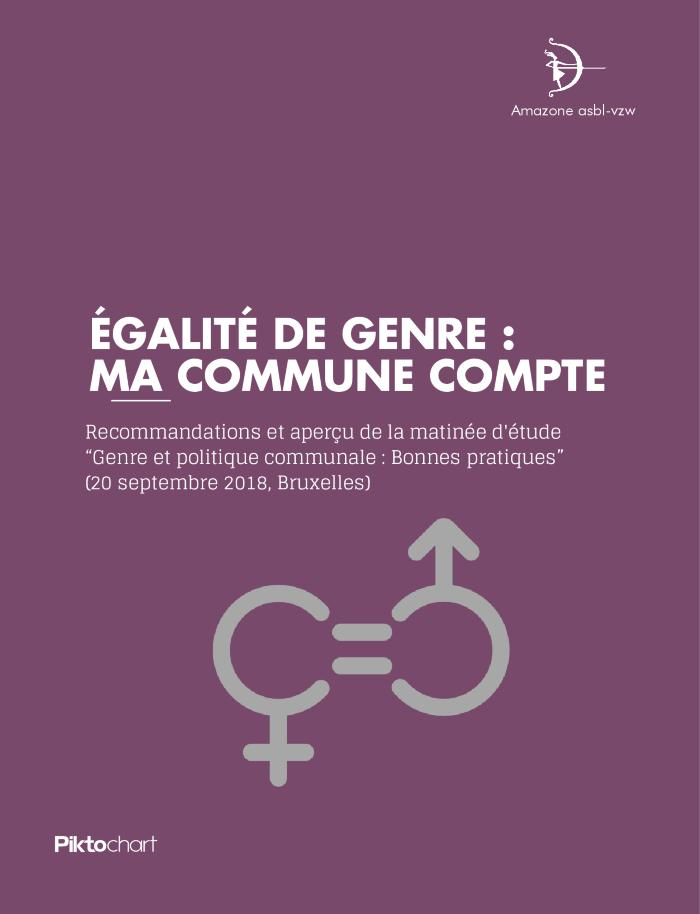 Amazone asbl-vzw
ÉGALITÉ DE GENRE :
MA COMMUNE COMPTE
Recommandations et aperçu de la matinée d'étude
“Genre et politique communale : Bonnes pratiques”
(20 septembre 2018, Bruxelles)
Piktochart